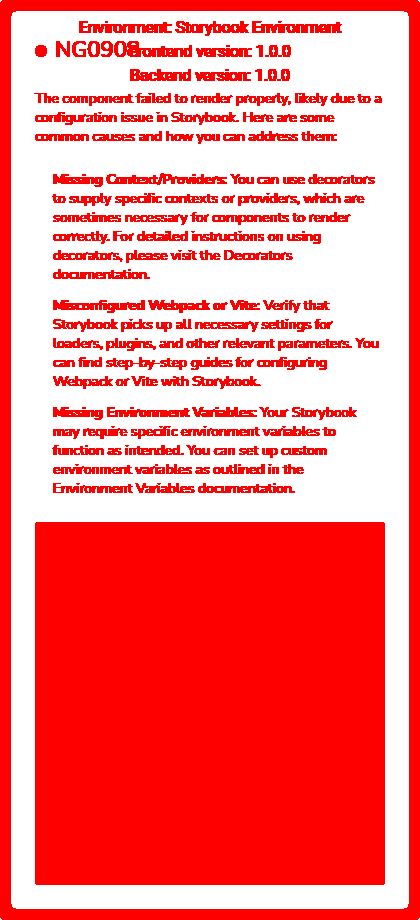 Environment: Storybook Environment
NG0908
Frontend version: 1.0.0
Backend version: 1.0.0
The component failed to render properly, likely due to a
configuration issue in Storybook. Here are some
common causes and how you can address them:
Missing Context/Providers: You can use decorators
to supply specific contexts or providers, which are
sometimes necessary for components to render
correctly. For detailed instructions on using
decorators, please visit the Decorators
documentation.
Misconfigured Webpack or Vite: Verify that
Storybook picks up all necessary settings for
loaders, plugins, and other relevant parameters. You
can find step-by-step guides for configuring
Webpack or Vite with Storybook.
Missing Environment Variables: Your Storybook
may require specific environment variables to
function as intended. You can set up custom
environment variables as outlined in the
Environment Variables documentation.